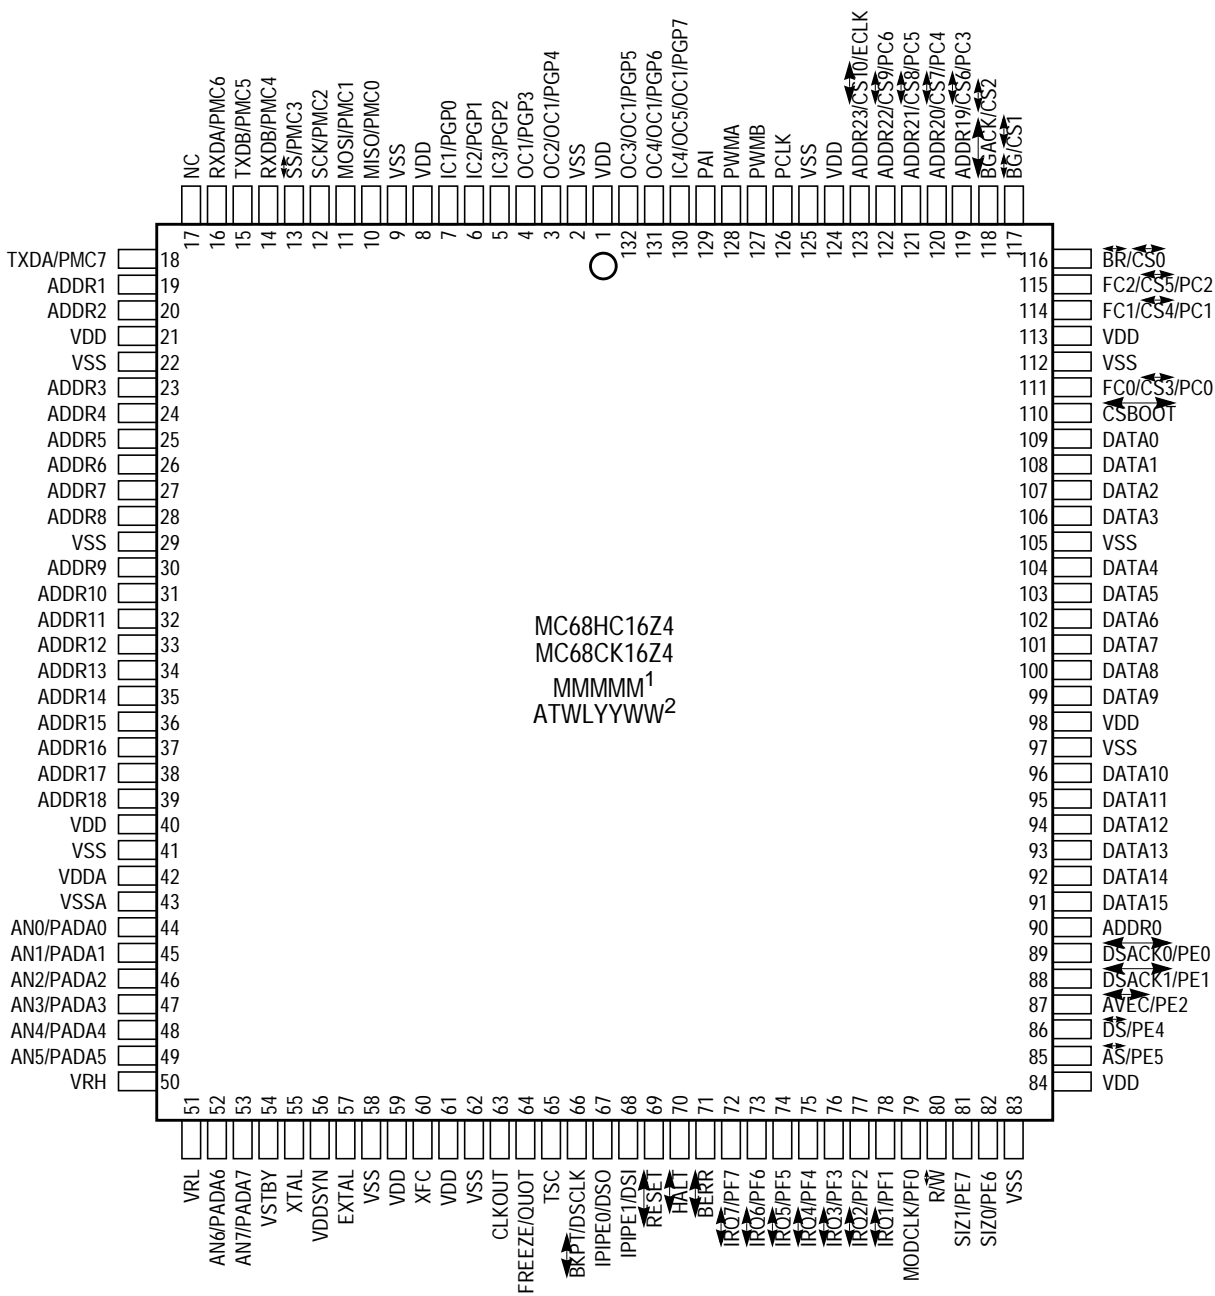 NC
RXDA/PMC6
TXDB/PMC5
RXDB/PMC4
SS/PMC3
SCK/PMC2
MOSI/PMC1
MISO/PMC0
VSS
VDD
IC1/PGP0
IC2/PGP1
IC3/PGP2
OC1/PGP3
OC2/OC1/PGP4
VSS
VDD
OC3/OC1/PGP5
OC4/OC1/PGP6
IC4/OC5/OC1/PGP7
PAI
PWMA
PWMB
PCLK
VSS
VDD
ADDR23/CS10/ECLK
ADDR22/CS9/PC6
ADDR21/CS8/PC5
ADDR20/CS7/PC4
ADDR19/CS6/PC3
BGACK/CS2
BG/CS1
17
16
15
14
13
12
11
10
9
8
7
6
5
4
3
2
1
132
131
130
129
128
127
126
125
124
123
122
121
120
119
118
117
TXDA/PMC7 18
ADDR1 19
ADDR2 20
VDD 21
VSS 22
ADDR3 23
ADDR4 24
ADDR5 25
ADDR6 26
ADDR7 27
ADDR8 28
VSS 29
ADDR9 30
ADDR10 31
ADDR11 32
ADDR12 33
ADDR13 34
ADDR14 35
ADDR15 36
ADDR16 37
ADDR17 38
ADDR18 39
VDD 40
VSS 41
VDDA 42
VSSA 43
AN0/PADA0 44
AN1/PADA1 45
AN2/PADA2 46
AN3/PADA3 47
AN4/PADA4 48
AN5/PADA5 49
VRH 50
MC68HC16Z4
MC68CK16Z4
MMMMM1
ATWLYYWW2
116 BR/CS0
115 FC2/CS5/PC2
114 FC1/CS4/PC1
113 VDD
112 VSS
111 FC0/CS3/PC0
110 CSBOOT
109 DATA0
108 DATA1
107 DATA2
106 DATA3
105 VSS
104 DATA4
103 DATA5
102 DATA6
101 DATA7
100 DATA8
99 DATA9
98 VDD
97 VSS
96 DATA10
95 DATA11
94 DATA12
93 DATA13
92 DATA14
91 DATA15
90 ADDR0
89 DSACK0/PE0
88 DSACK1/PE1
87 AVEC/PE2
86 DS/PE4
85 AS/PE5
84 VDD
51
52
53
54
55
56
57
58
59
60
61
62
63
64
65
66
67
68
69
70
71
72
73
74
75
76
77
78
79
80
81
82
83
VRL
AN6/PADA6
AN7/PADA7
VSTBY
XTAL
VDDSYN
EXTAL
VSS
VDD
XFC
VDD
VSS
CLKOUT
FREEZE/QUOT
TSC
BKPT/DSCLK
IPIPE0/DSO
IPIPE1/DSI
RESET
HALT
BERR
IRQ7/PF7
IRQ6/PF6
IRQ5/PF5
IRQ4/PF4
IRQ3/PF3
IRQ2/PF2
IRQ1/PF1
MODCLK/PF0
R/W
SIZ1/PE7
SIZ0/PE6
VSS